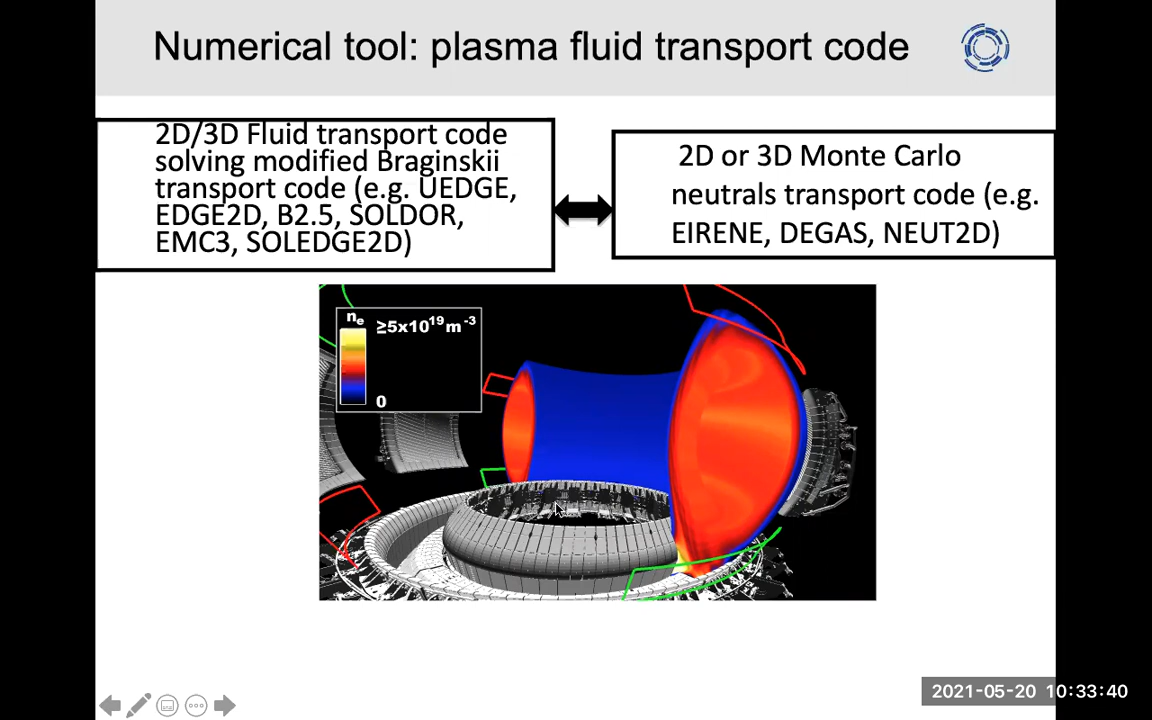 Numerical tool: plasma fluid transport code
2D/3D Fluid transport code
solving modified Braginskii
transport code (e.g. UEDGE,
EDGE2D, B2.5, SOLDOR,
EMC3, SOLEDGE2D)
2D or 3D Monte Carlo
neutrals transport code (e.g.
EIRENE, DEGAS, NEUT2D)
nₑ
≥5x10¹⁹m⁻³
0
2021-05-20 10:33:40